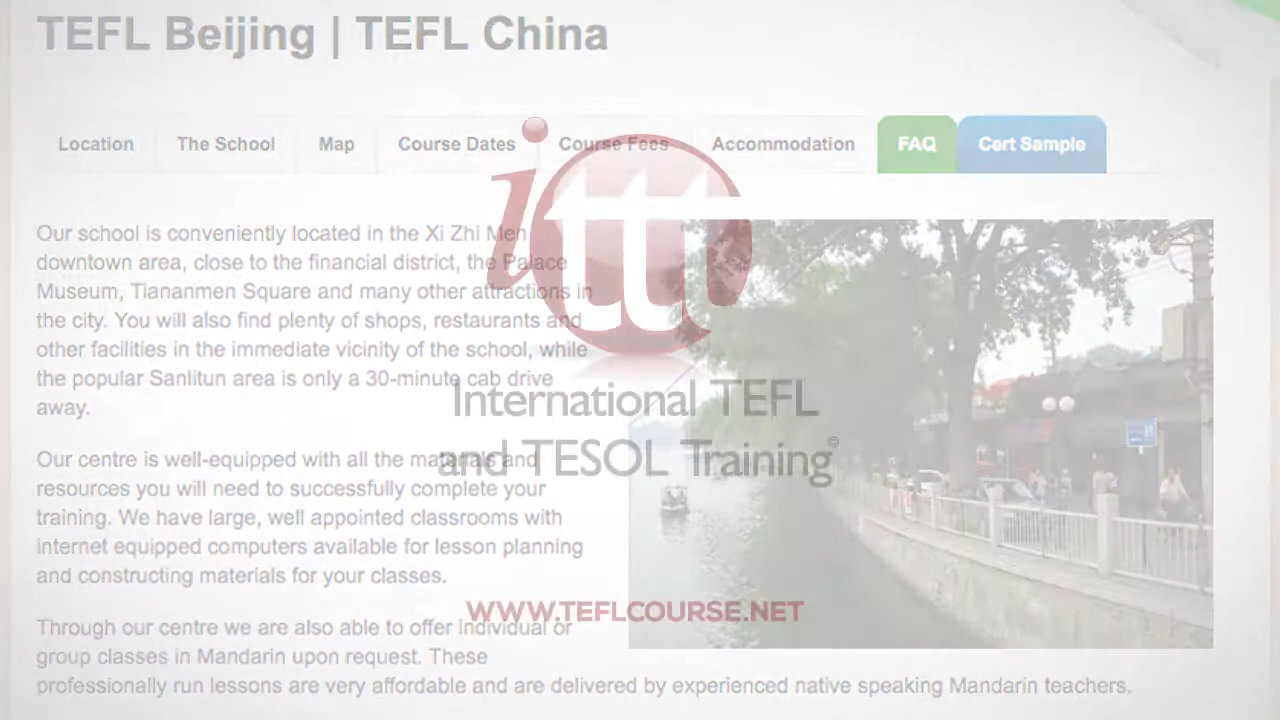 TEFL Beijing | TEFL China
Location The School Map Course Dates Course Fees Accommodation FAQ Cert Sample
Our school is conveniently located in the Xi Zhi Men
downtown area, close to the financial district, the Palace
Museum, Tiananmen Square and many other attractions in
the city. You will also find plenty of shops, restaurants and
other facilities in the immediate vicinity of the school, while
the popular Sanlitun area is only a 30-minute cab drive
away.
Our centre is well-equipped with all the materials and
resources you will need to successfully complete your
training. We have large, well appointed classrooms with
internet equipped computers available for lesson planning
and constructing materials for your classes.
Through our centre we are also able to offer individual or
group classes in Mandarin upon request. These
professionally run lessons are very affordable and are delivered by experienced native speaking Mandarin teachers.
ittt
International TEFL
and TESOL Training©
WWW.TEFLCOURSE.NET